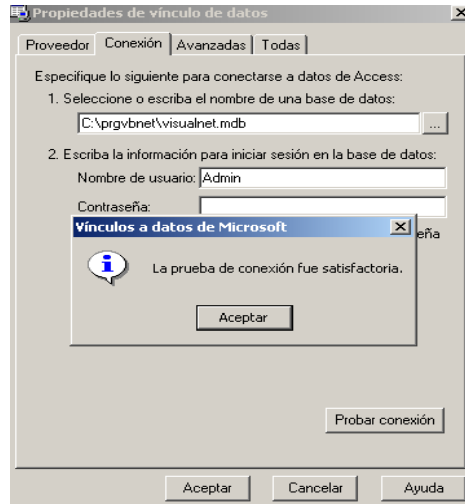 Propiedades de vínculo de datos
Proveedor Conexión Avanzadas Todas
Especifique lo siguiente para conectarse a datos de Access:
1. Seleccione o escriba el nombre de una base de datos:
C:\prgvbnet\visualnet.mdb ...
2. Escriba la información para iniciar sesión en la base de datos:
Nombre de usuario: Admin
Contraseña:
Vínculos a datos de Microsoft
eña
La prueba de conexión fue satisfactoria.
Aceptar
Probar conexión
Aceptar Cancelar Ayuda